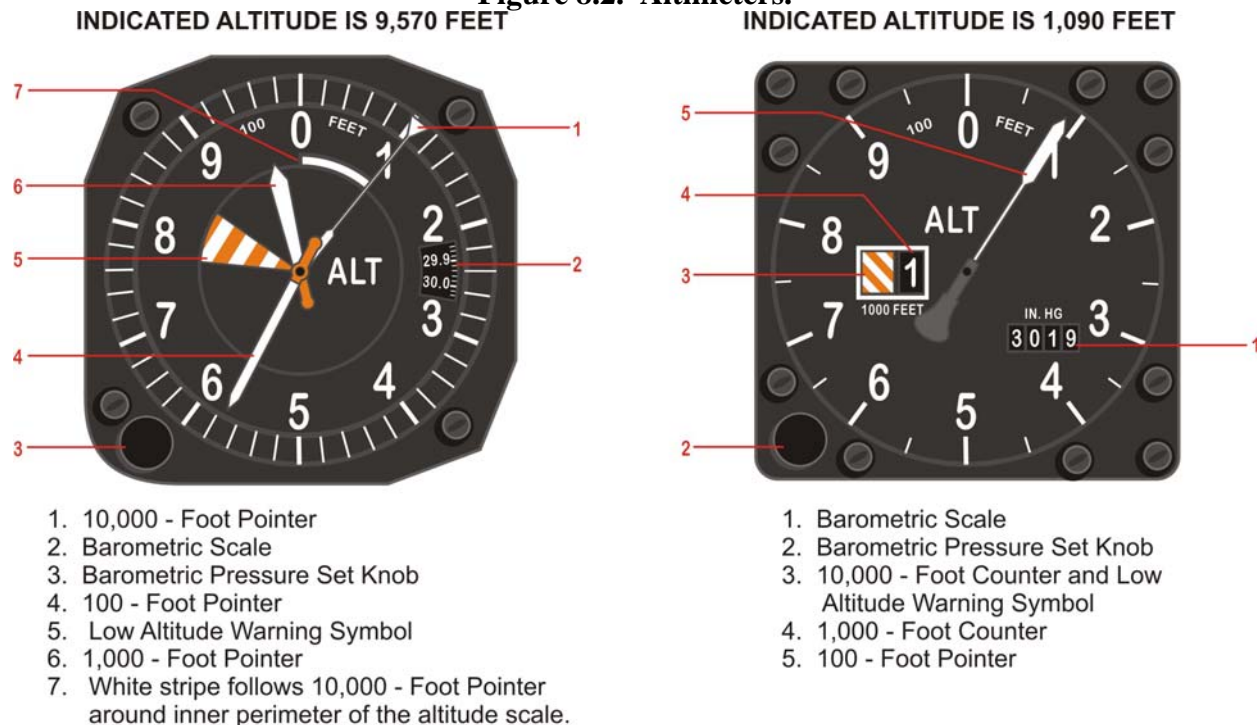 Figure 8.2. Altimeters.
INDICATED ALTITUDE IS 9,570 FEET
7
6
5
4
3
1
2
100 FEET
0
1
2
3
4
5
6
7
8
9
ALT
29.9
30.0
1. 10,000 - Foot Pointer
2. Barometric Scale
3. Barometric Pressure Set Knob
4. 100 - Foot Pointer
5. Low Altitude Warning Symbol
6. 1,000 - Foot Pointer
7. White stripe follows 10,000 - Foot Pointer
around inner perimeter of the altitude scale.
INDICATED ALTITUDE IS 1,090 FEET
5
4
3
2
1
100 FEET
0
1
2
3
4
5
6
7
8
9
ALT
1
1000 FEET
IN. HG
3019
1. Barometric Scale
2. Barometric Pressure Set Knob
3. 10,000 - Foot Counter and Low
Altitude Warning Symbol
4. 1,000 - Foot Counter
5. 100 - Foot Pointer